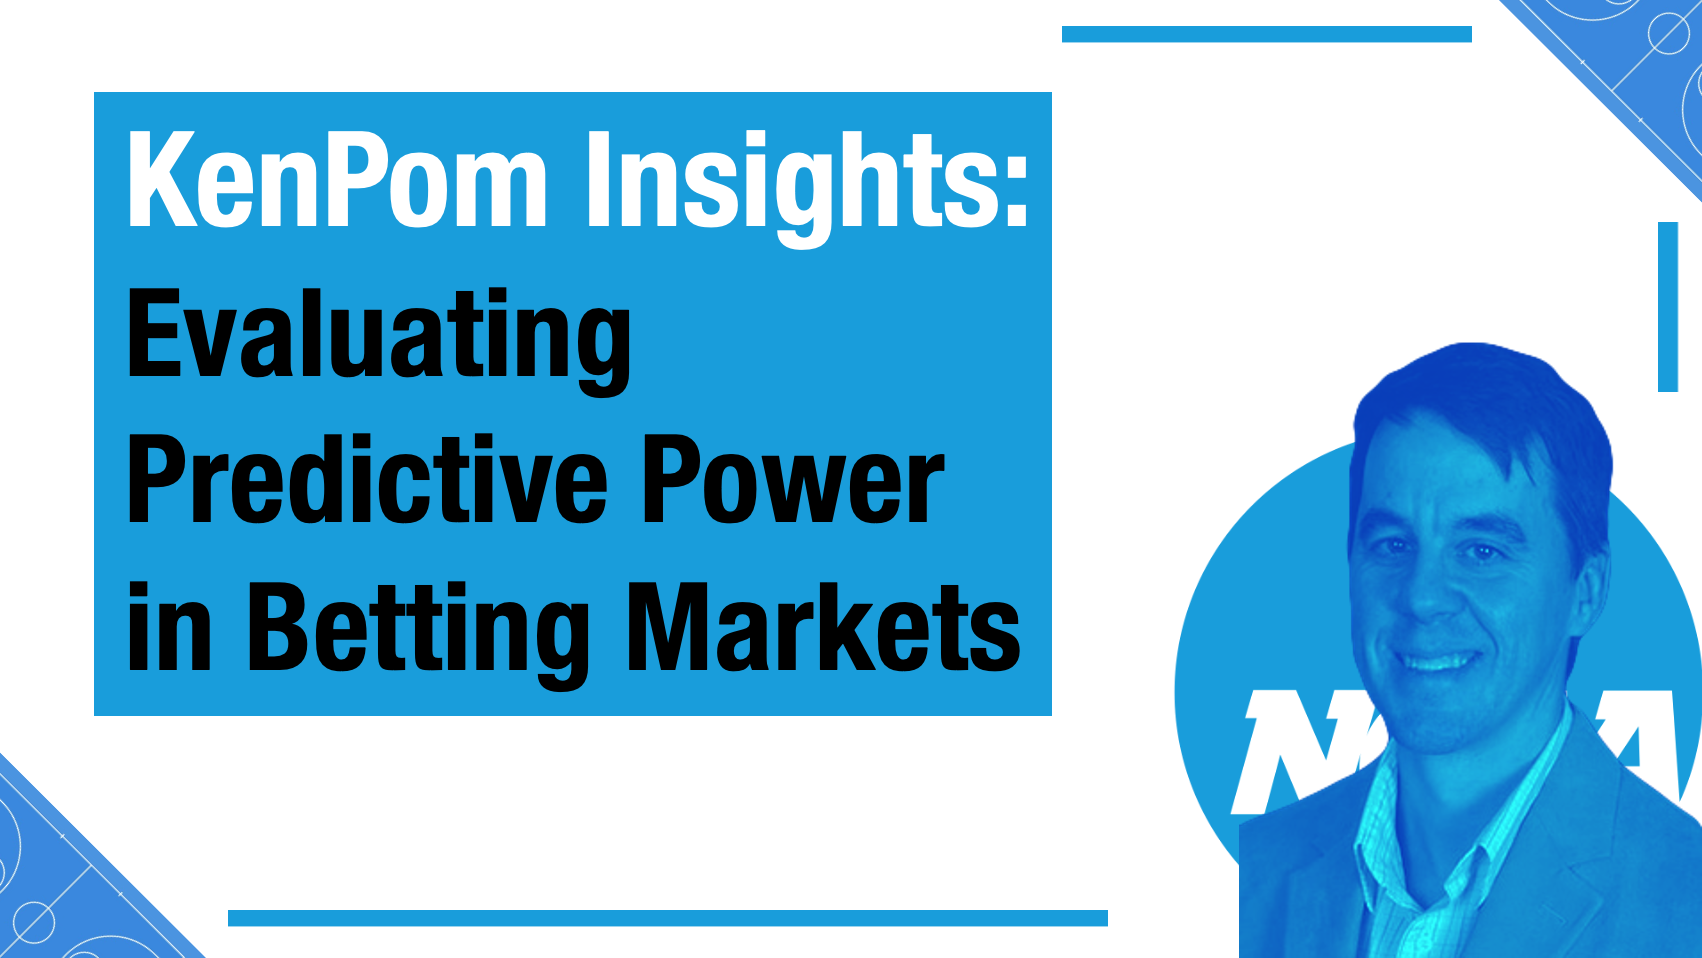 KenPom Insights:
Evaluating
Predictive Power
in Betting Markets
N A